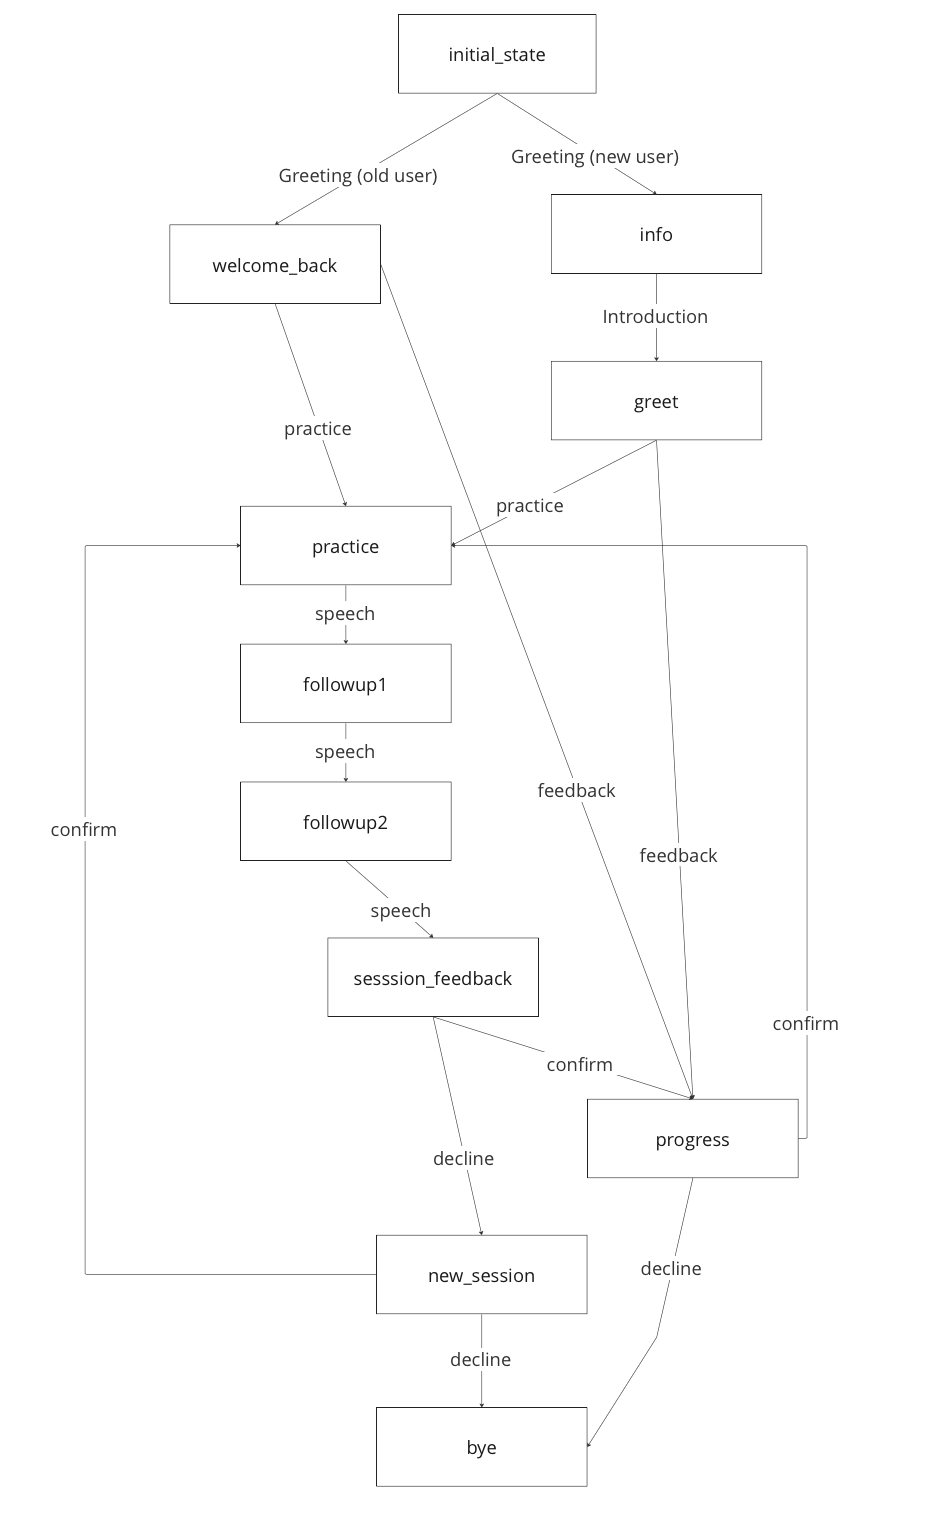 initial_state
Greeting (new user)
Greeting (old user)
info
welcome_back
Introduction
greet
practice
practice
practice
speech
followup1
speech
feedback
followup2
confirm
feedback
speech
sesssion_feedback
confirm
confirm
progress
decline
decline
new_session
decline
bye